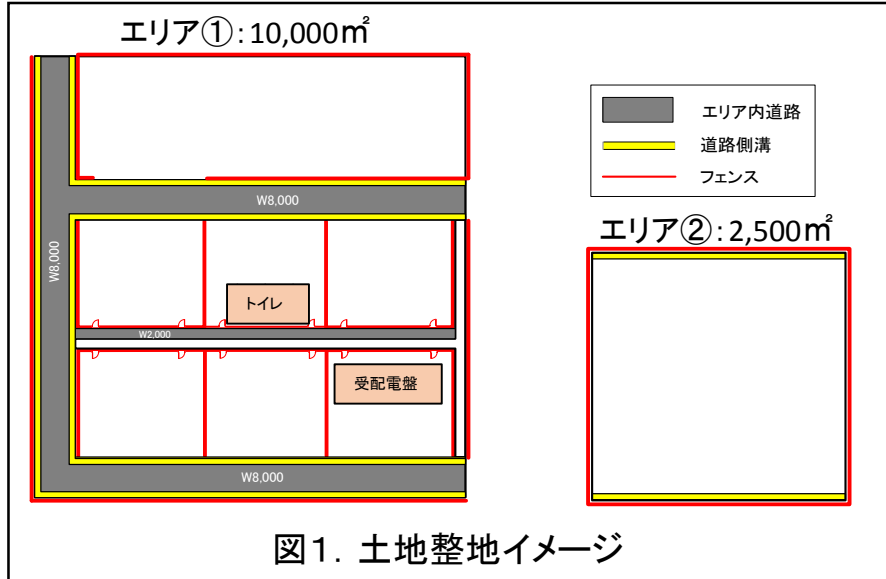 エリア①:10,000㎡
エリア内道路
道路側溝
フェンス
W8,000
エリア②:2,500㎡
W8,000
トイレ
W2,000
受配電盤
W8,000
図1. 土地整地イメージ